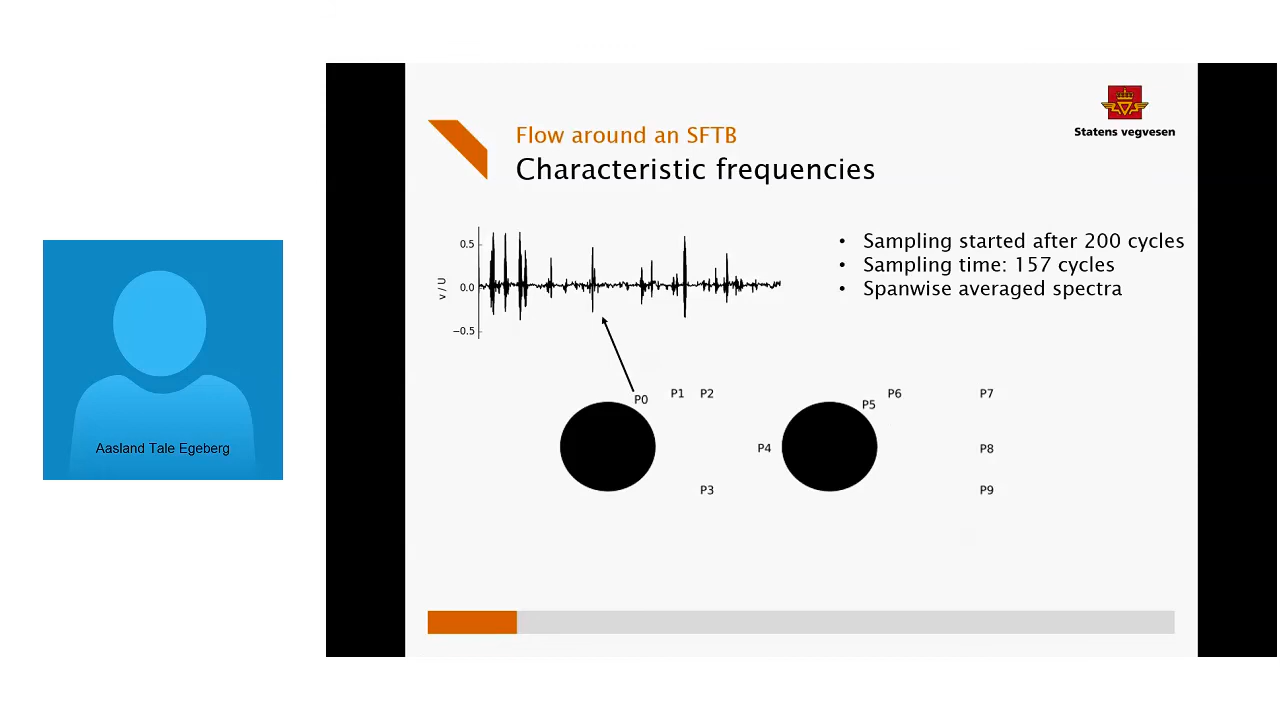 Statens vegvesen
Flow around an SFTB
Characteristic frequencies
0.5
0.0
−0.5
v / U
• Sampling started after 200 cycles
• Sampling time: 157 cycles
• Spanwise averaged spectra
P0
P1
P2
P3
P4
P5
P6
P7
P8
P9
Aasland Tale Egeberg